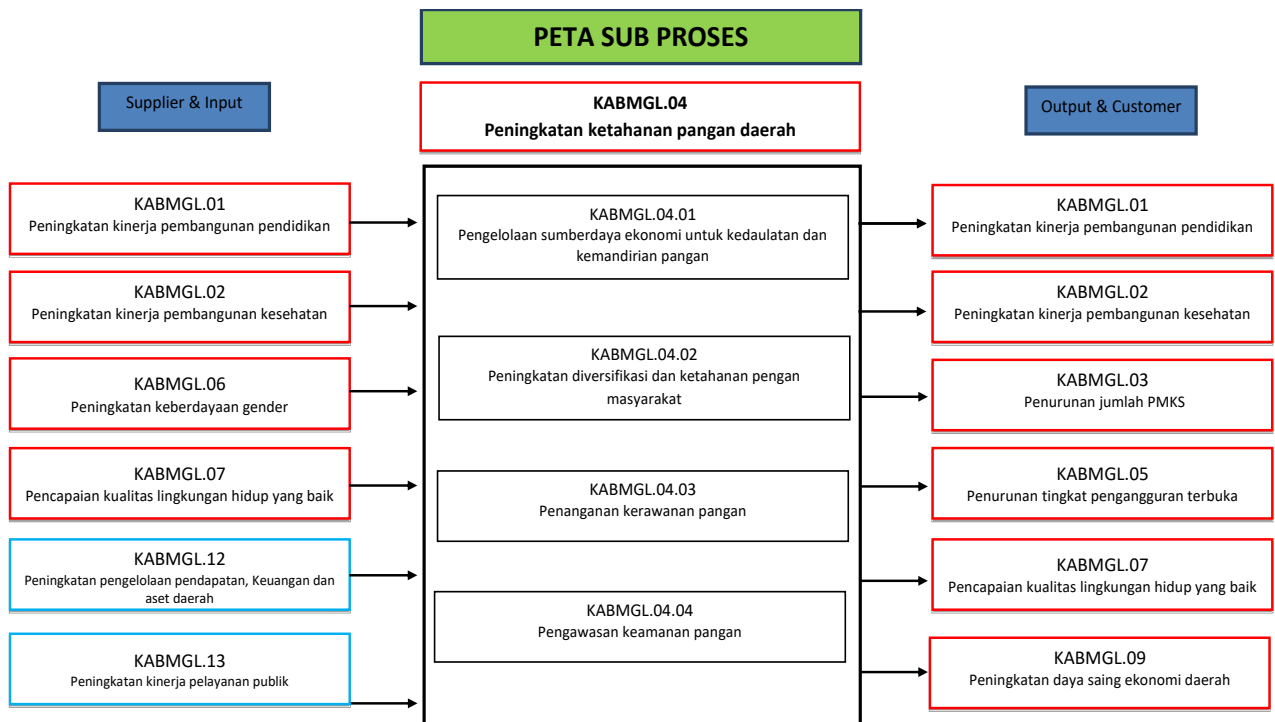 PETA SUB PROSES
Supplier & Input
KABMGL.04
Peningkatan ketahanan pangan daerah
Output & Customer
KABMGL.01
Peningkatan kinerja pembangunan pendidikan
KABMGL.02
Peningkatan kinerja pembangunan kesehatan
KABMGL.06
Peningkatan keberdayaan gender
KABMGL.07
Pencapaian kualitas lingkungan hidup yang baik
KABMGL.12
Peningkatan pengelolaan pendapatan, Keuangan dan
aset daerah
KABMGL.13
Peningkatan kinerja pelayanan publik
KABMGL.04.01
Pengelolaan sumberdaya ekonomi untuk kedaulatan dan
kemandirian pangan
KABMGL.04.02
Peningkatan diversifikasi dan ketahanan pengan
masyarakat
KABMGL.04.03
Penanganan kerawanan pangan
KABMGL.04.04
Pengawasan keamanan pangan
KABMGL.01
Peningkatan kinerja pembangunan pendidikan
KABMGL.02
Peningkatan kinerja pembangunan kesehatan
KABMGL.03
Penurunan jumlah PMKS
KABMGL.05
Penurunan tingkat pengangguran terbuka
KABMGL.07
Pencapaian kualitas lingkungan hidup yang baik
KABMGL.09
Peningkatan daya saing ekonomi daerah